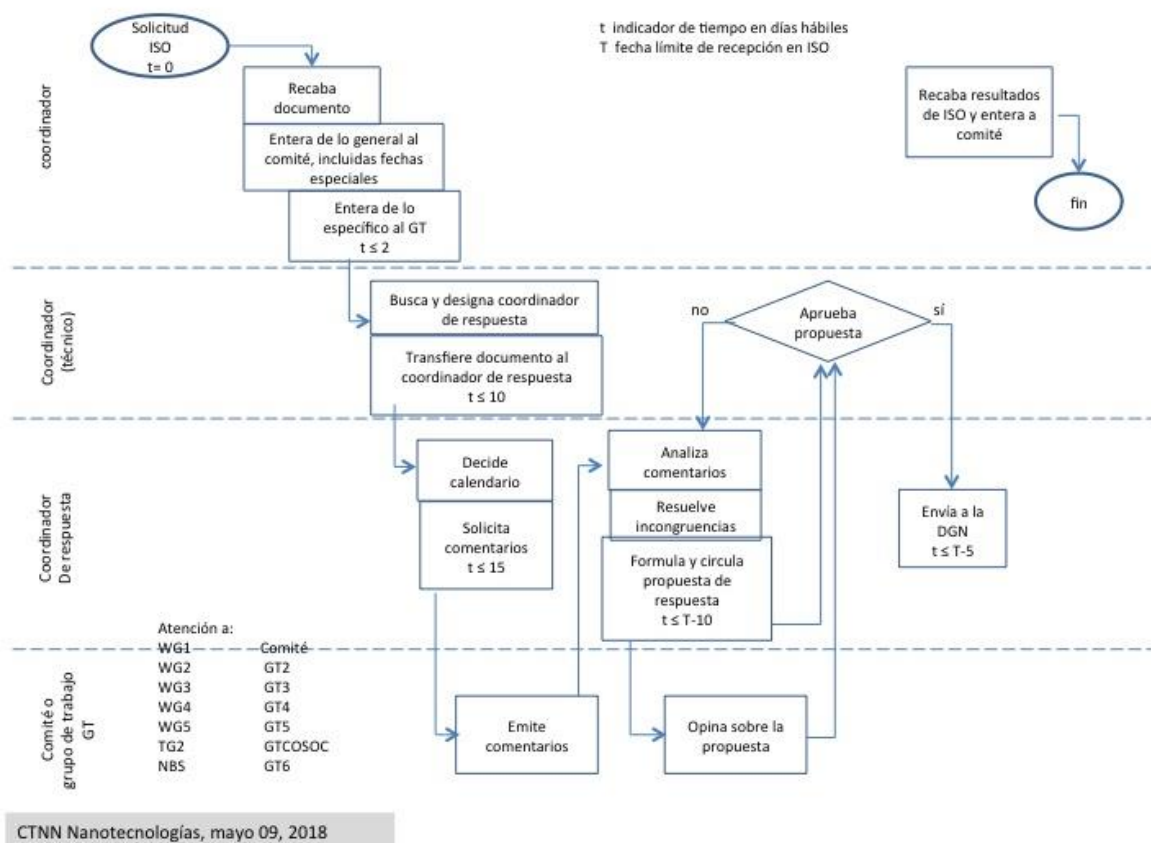 Solicitud
ISO
t= 0
t indicador de tiempo en días hábiles
T fecha límite de recepción en ISO
coordinador
Recaba
documento
Entera de lo general al
comité, incluidas fechas
especiales
Entera de lo
específico al GT
t ≤ 2
Recaba resultados
de ISO y entera a
comité
fin
Coordinador
(técnico)
Busca y designa coordinador
de respuesta
Transfiere documento al
coordinador de respuesta
t ≤ 10
no
Aprueba
propuesta
sí
Coordinador
De respuesta
Decide
calendario
Solicita
comentarios
t ≤ 15
Analiza
comentarios
Resuelve
incongruencias
Formula y circula
propuesta de
respuesta
t ≤ T-10
Envía a la
DGN
t ≤ T-5
Comité o
grupo de trabajo
GT
Atención a:
WG1 Comité
WG2 GT2
WG3 GT3
WG4 GT4
WG5 GT5
TG2 GTCOSOC
NBS GT6
Emite
comentarios
Opina sobre la
propuesta
CTNN Nanotecnologías, mayo 09, 2018